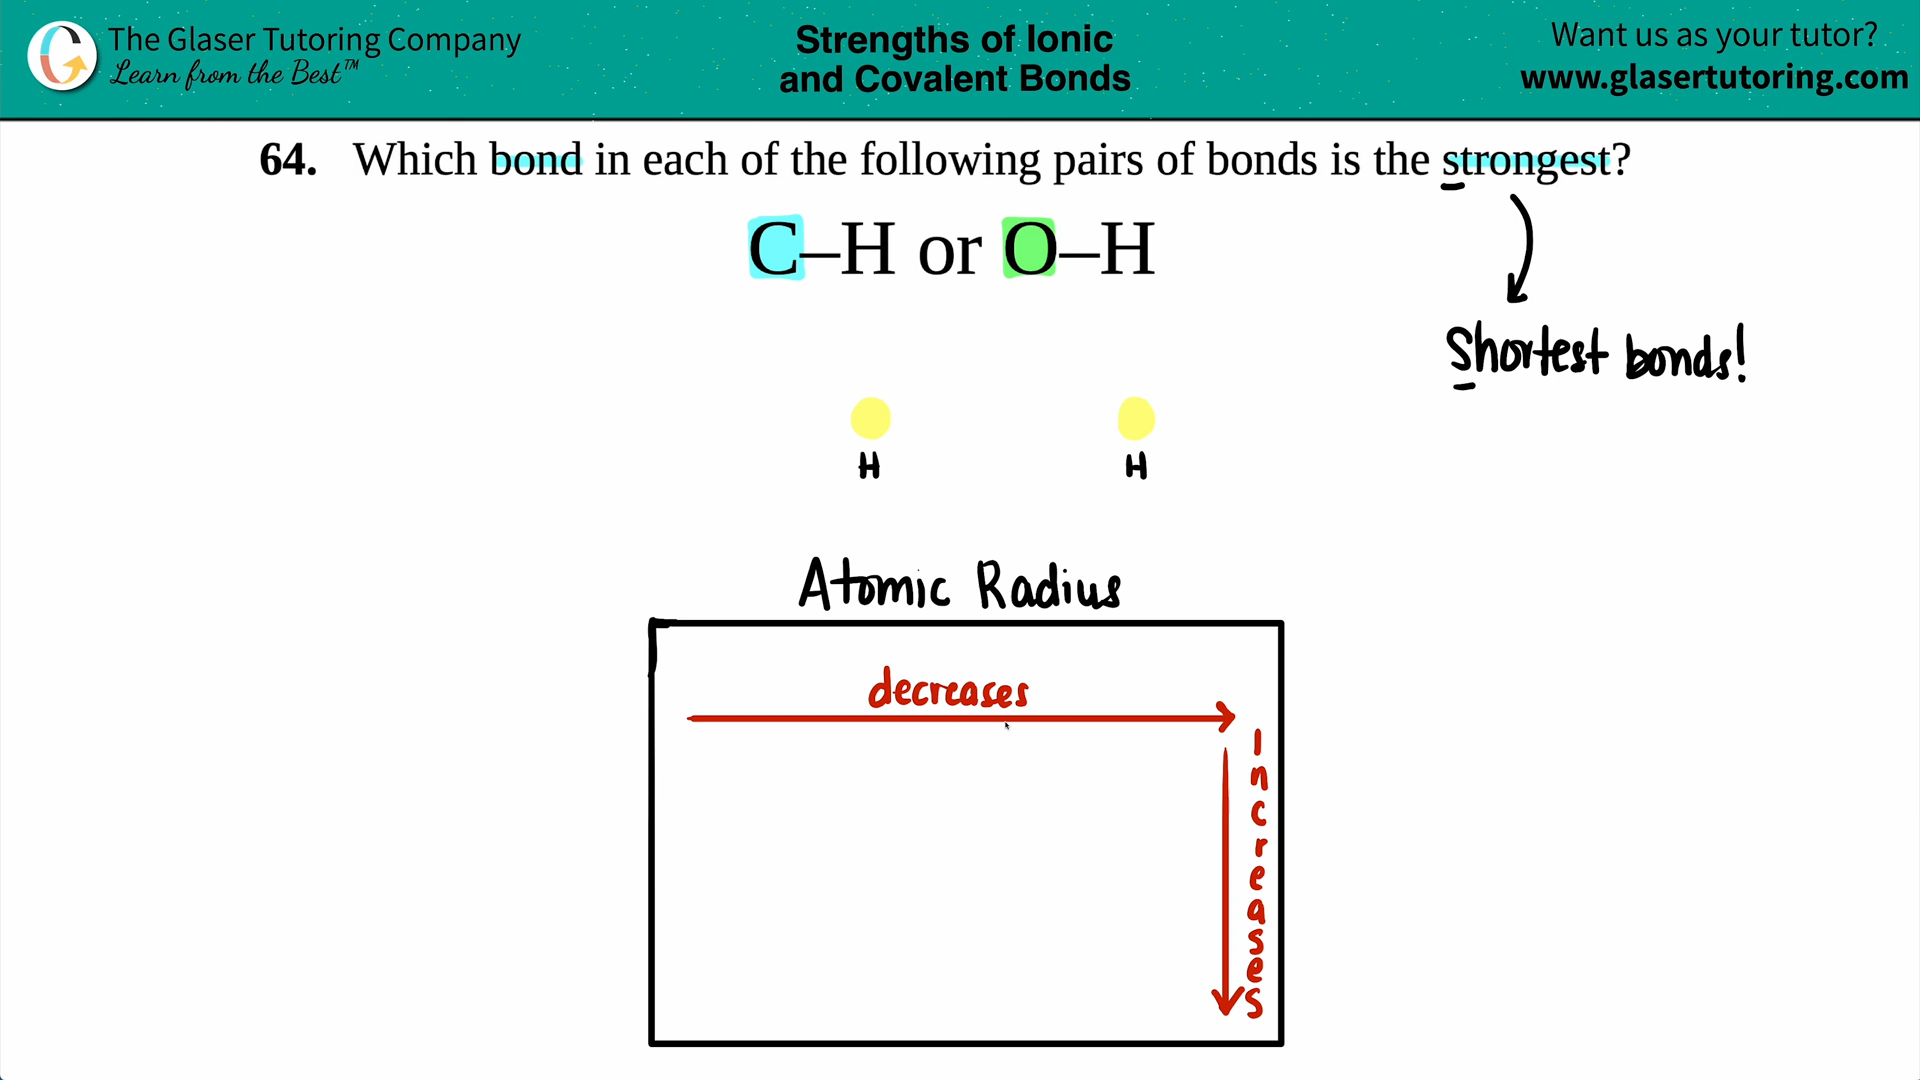 The Glaser Tutoring Company
Learn from the Best™
Strengths of Ionic
and Covalent Bonds
Want us as your tutor?
www.glasertutoring.com
64. Which bond in each of the following pairs of bonds is the strongest?
C–H or O–H
Shortest bonds!
H H
Atomic Radius
decreases
Increases